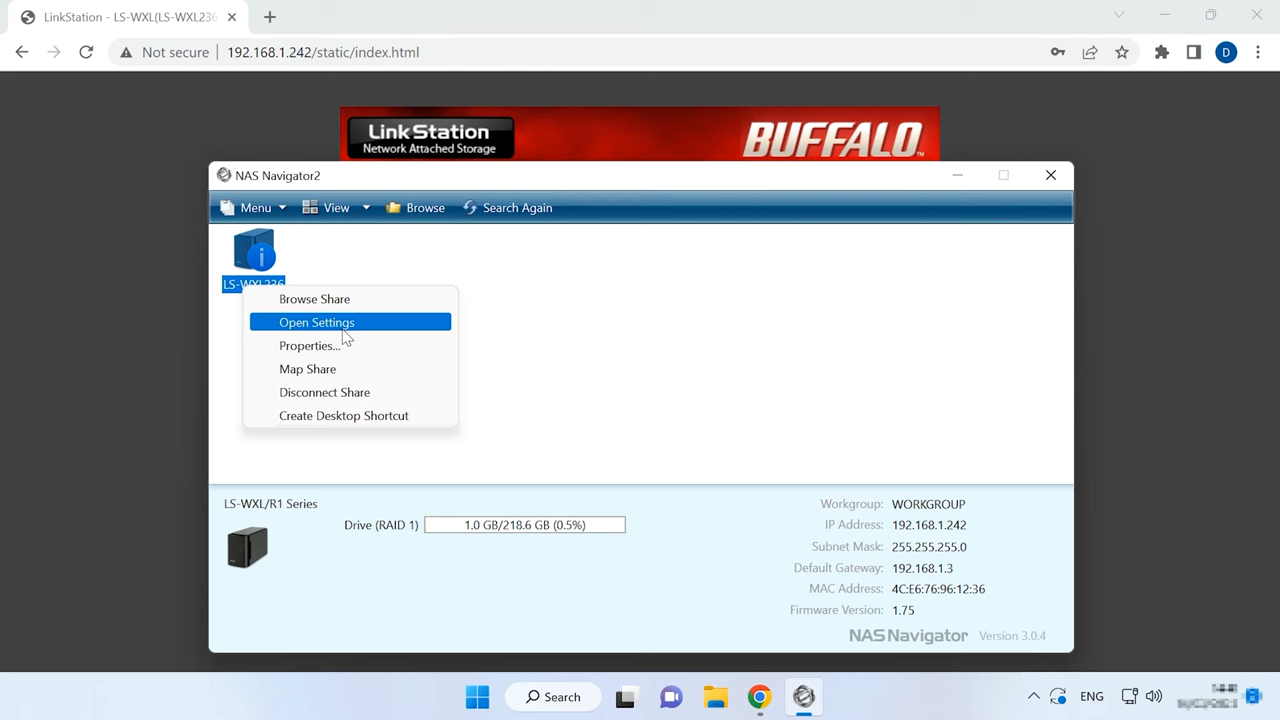 LinkStation - LS-WXL(LS-WXL236
Not secure 192.168.1.242/static/index.html
D
LinkStation
Network Attached Storage
BUFFALO
NAS Navigator2
Menu View Browse Search Again
LS-WXL236
Browse Share
Open Settings
Properties...
Map Share
Disconnect Share
Create Desktop Shortcut
LS-WXL/R1 Series
Drive (RAID 1) 1.0 GB/218.6 GB (0.5%)
Workgroup: WORKGROUP
IP Address: 192.168.1.242
Subnet Mask: 255.255.255.0
Default Gateway: 192.168.1.3
MAC Address: 4C:E6:76:96:12:36
Firmware Version: 1.75
NAS Navigator Version 3.0.4
Search
ENG